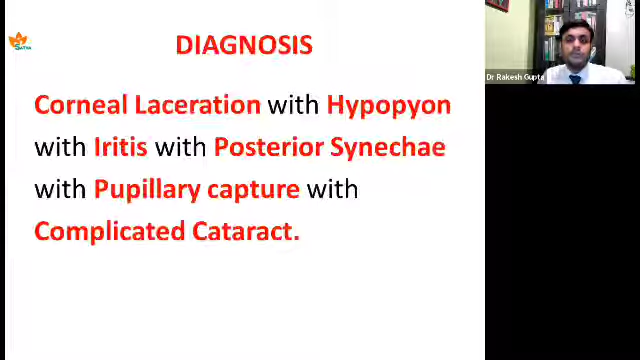 DIAGNOSIS
Corneal Laceration with Hypopyon
with Iritis with Posterior Synechae
with Pupillary capture with
Complicated Cataract.
Dr Rakesh Gupta